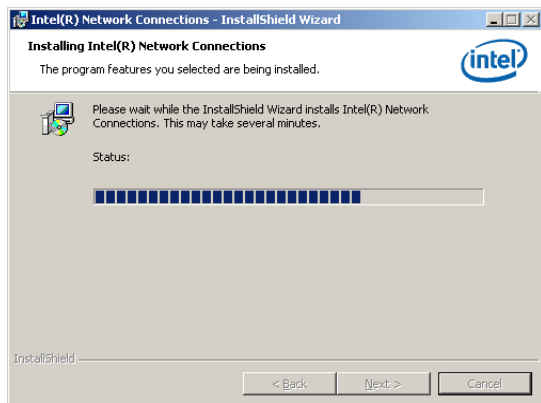 Intel(R) Network Connections - InstallShield Wizard
Installing Intel(R) Network Connections
The program features you selected are being installed.
intel
Please wait while the InstallShield Wizard installs Intel(R) Network
Connections. This may take several minutes.
Status:
InstallShield
< Back Next > Cancel